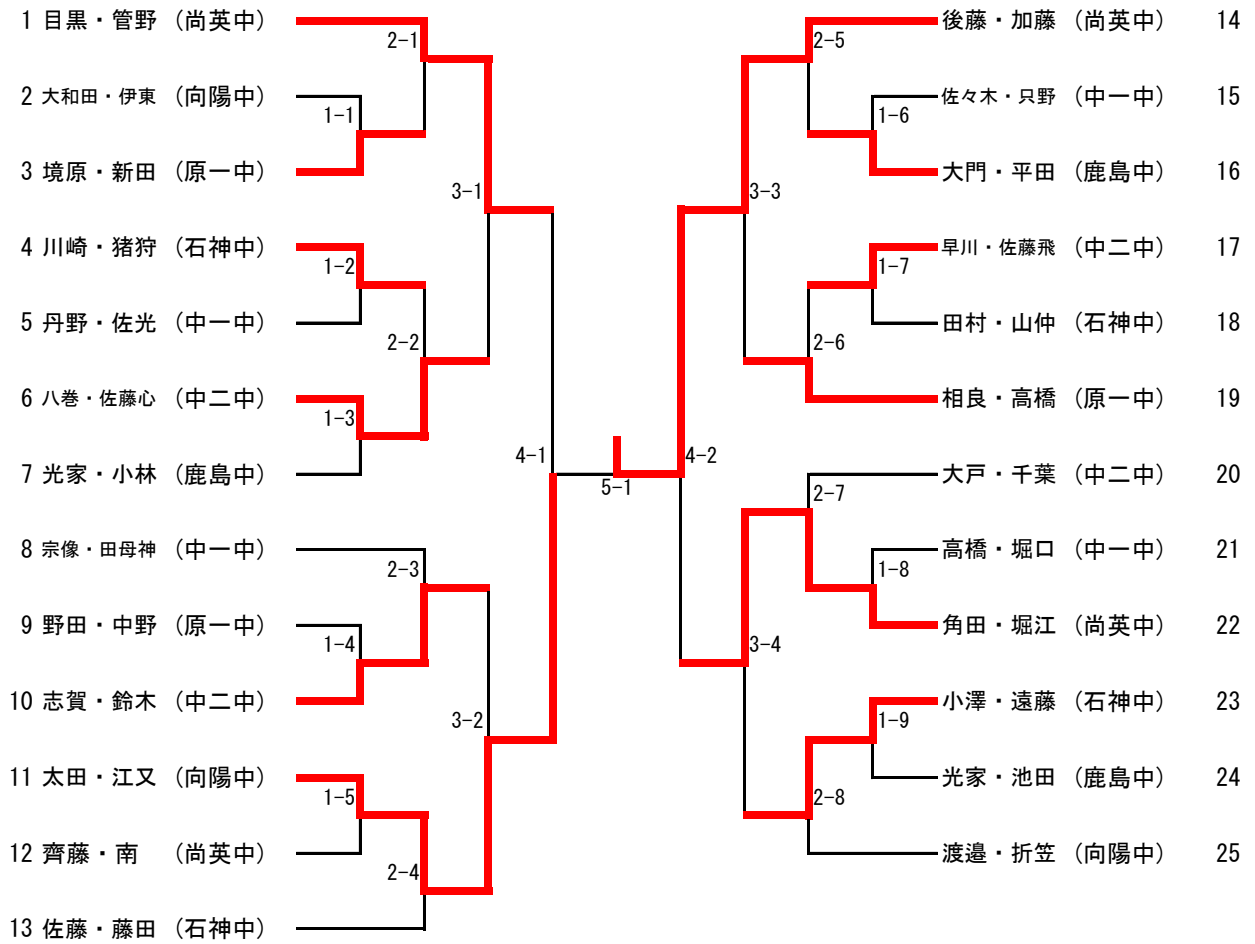 1 目黒・管野 (尚英中)
2 大和田・伊東 (向陽中)
3 境原・新田 (原一中)
4 川崎・猪狩 (石神中)
5 丹野・佐光 (中一中)
6 八巻・佐藤心 (中二中)
7 光家・小林 (鹿島中)
8 宗像・田母神 (中一中)
9 野田・中野 (原一中)
10 志賀・鈴木 (中二中)
11 太田・江又 (向陽中)
12 齊藤・南 (尚英中)
13 佐藤・藤田 (石神中)
2-1
1-1
3-1
1-2
2-2
1-3
4-1
2-3
1-4
3-2
1-5
2-4
5-1
後藤・加藤 (尚英中) 14
佐々木・只野 (中一中) 15
大門・平田 (鹿島中) 16
早川・佐藤飛 (中二中) 17
田村・山仲 (石神中) 18
相良・高橋 (原一中) 19
大戸・千葉 (中二中) 20
高橋・堀口 (中一中) 21
角田・堀江 (尚英中) 22
小澤・遠藤 (石神中) 23
光家・池田 (鹿島中) 24
渡邉・折笠 (向陽中) 25
2-5
1-6
3-3
1-7
2-6
4-2
2-7
1-8
3-4
1-9
2-8